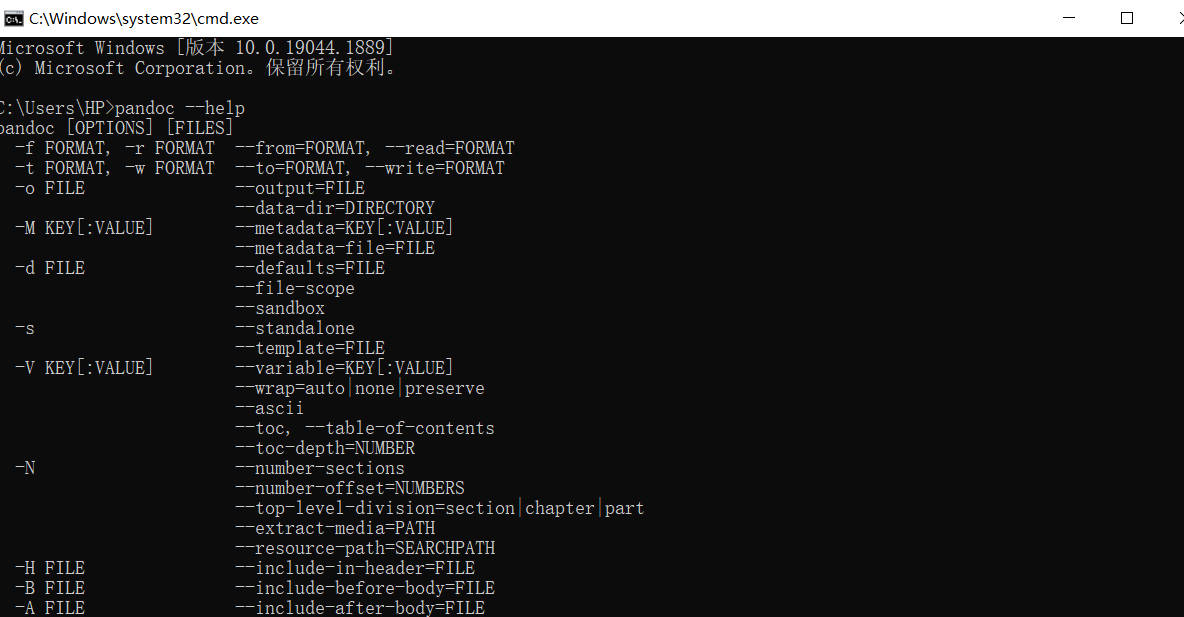 C:\Windows\system32\cmd.exe
Microsoft Windows [版本 10.0.19044.1889]
(c) Microsoft Corporation。保留所有权利。
C:\Users\HP>pandoc --help
pandoc [OPTIONS] [FILES]
-f FORMAT, -r FORMAT --from=FORMAT, --read=FORMAT
-t FORMAT, -w FORMAT --to=FORMAT, --write=FORMAT
-o FILE --output=FILE
--data-dir=DIRECTORY
-M KEY[:VALUE] --metadata=KEY[:VALUE]
--metadata-file=FILE
-d FILE --defaults=FILE
--file-scope
--sandbox
-s --standalone
--template=FILE
-V KEY[:VALUE] --variable=KEY[:VALUE]
--wrap=auto|none|preserve
--ascii
--toc, --table-of-contents
--toc-depth=NUMBER
-N --number-sections
--number-offset=NUMBERS
--top-level-division=section|chapter|part
--extract-media=PATH
--resource-path=SEARCHPATH
-H FILE --include-in-header=FILE
-B FILE --include-before-body=FILE
-A FILE --include-after-body=FILE